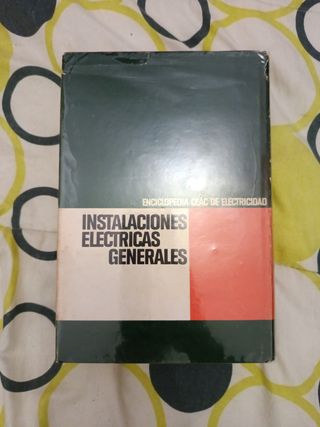 ENCICLOPEDIA CEAC DE ELECTRICIDAD
INSTALACIONES
ELECTRICAS
GENERALES